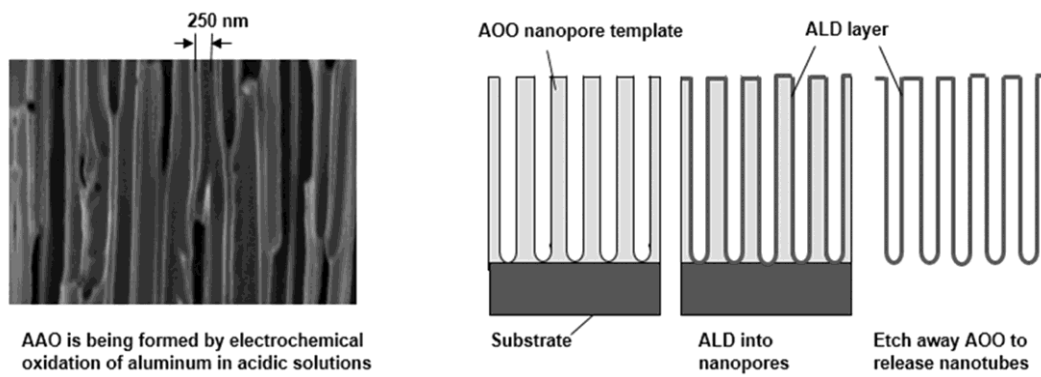 250 nm
AOO nanopore template
ALD layer
AAO is being formed by electrochemical
oxidation of aluminum in acidic solutions
Substrate
ALD into
nanopores
Etch away AOO to
release nanotubes